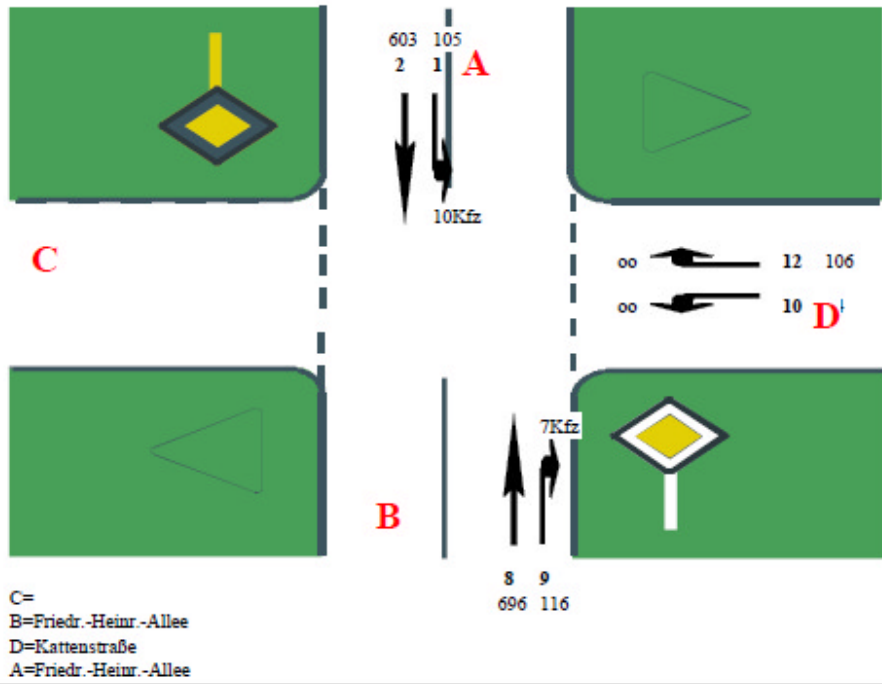 603 105
2 1
A
10Kfz
C
oo 12 106
oo 10
D
7Kfz
B
8 9
696 116
C=
B=Friedr.-Heinr.-Allee
D=Kattenstraße
A=Friedr.-Heinr.-Allee